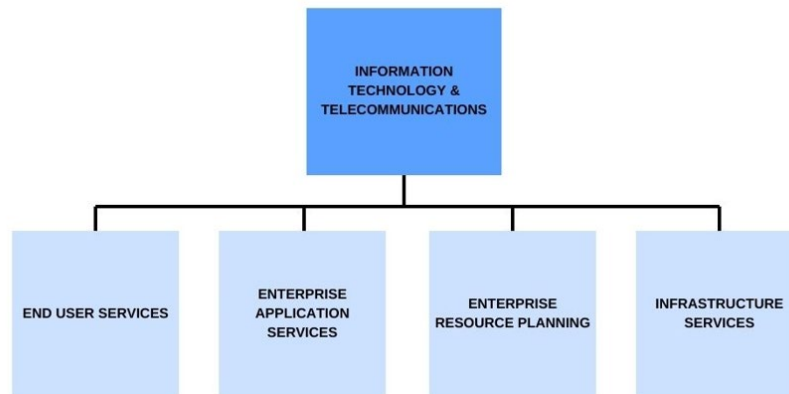 INFORMATION
TECHNOLOGY &
TELECOMMUNICATIONS
END USER SERVICES
ENTERPRISE
APPLICATION
SERVICES
ENTERPRISE
RESOURCE PLANNING
INFRASTRUCTURE
SERVICES